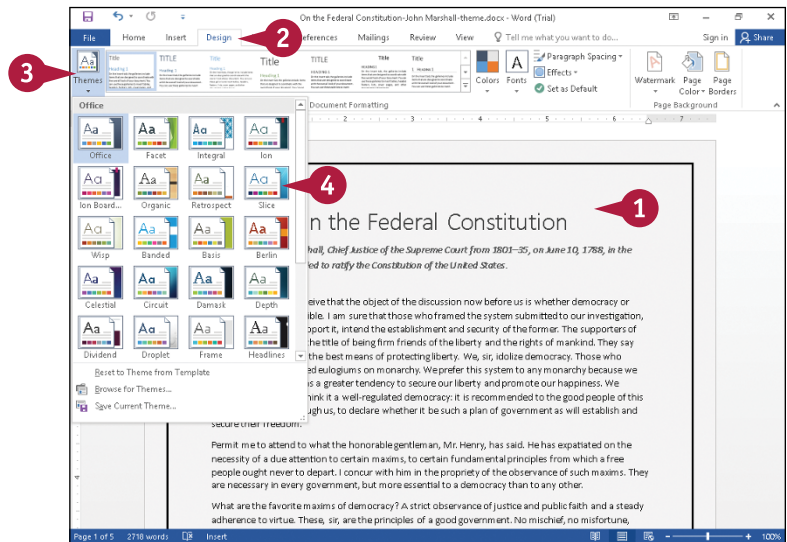 On the Federal Constitution-John Marshall-theme.docx - Word (Trial)
File Home Insert Design References Mailings Review View Tell me what you want to do... Sign in Share
2
3
Themes
Colors
Fonts
Paragraph Spacing
Effects
Set as Default
Watermark
Page Color
Page Borders
Document Formatting
Page Background
Office
Office Facet Integral Ion
Ion Board... Organic Retrospect Slice
4
Wisp Banded Basis Berlin
Celestial Circuit Damask Depth
Dividend Droplet Frame Headlines
Reset to Theme from Template
Browse for Themes...
Save Current Theme...
2 3 4 5 6 7
1
n the Federal Constitution
hall, Chief Justice of the Supreme Court from 1801–35, on June 10, 1788, in the
ed to ratify the Constitution of the United States.
eive that the object of the discussion now before us is whether democracy or
ible. I am sure that those who framed the system submitted to our investigation,
pport it, intend the establishment and security of the former. The supporters of
the title of being firm friends of the liberty and the rights of mankind. They say
the best means of protecting liberty. We, sir, idolize democracy. Those who
ed eulogiums on monarchy. We prefer this system to any monarchy because we
s a greater tendency to secure our liberty and promote our happiness. We
hink it a well-regulated democracy: it is recommended to the good people of this
ugh us, to declare whether it be such a plan of government as will establish and
secure their freedom.
Permit me to attend to what the honorable gentleman, Mr. Henry, has said. He has expatiated on the
necessity of a due attention to certain maxims, to certain fundamental principles from which a free
people ought never to depart. I concur with him in the propriety of the observance of such maxims. They
are necessary in every government, but more essential to a democracy than to any other.
What are the favorite maxims of democracy? A strict observance of justice and public faith and a steady
adherence to virtue. These, sir, are the principles of a good government. No mischief, no misfortune,
Page 1 of 5 2718 words Insert 100%